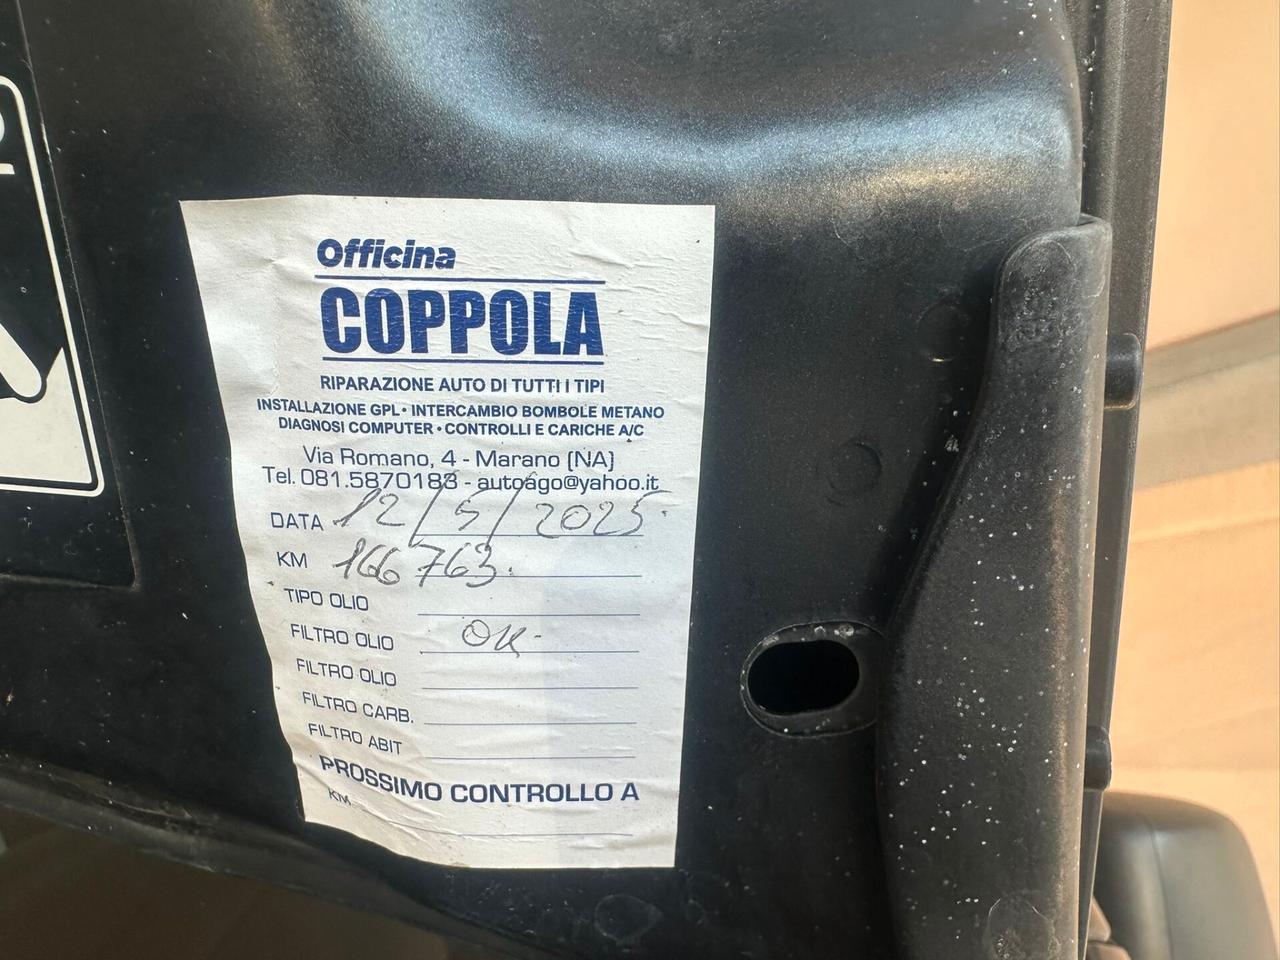 Officina
COPPOLA
RIPARAZIONE AUTO DI TUTTI I TIPI
INSTALLAZIONE GPL • INTERCAMBIO BOMBOLE METANO
DIAGNOSI COMPUTER • CONTROLLI E CARICHE A/C
Via Romano, 4 - Marano (NA)
Tel. 081.5870183 - autoago@yahoo.it
DATA 12/5/2025.
KM 166763.
TIPO OLIO
FILTRO OLIO OK-
FILTRO OLIO
FILTRO CARB.
FILTRO ABIT
PROSSIMO CONTROLLO A
KM